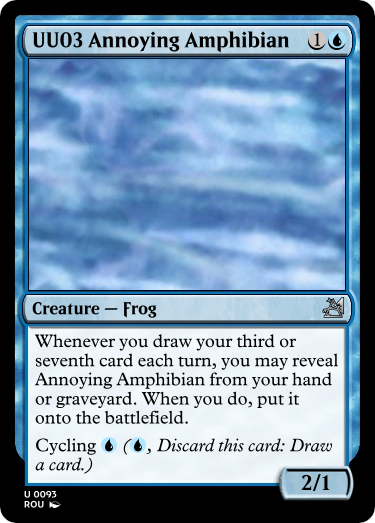 UU03 Annoying Amphibian 1
Creature — Frog
Whenever you draw your third or
seventh card each turn, you may reveal
Annoying Amphibian from your hand
or graveyard. When you do, put it
onto the battlefield.
Cycling (, Discard this card: Draw
a card.)
2/1
U 0093
ROU